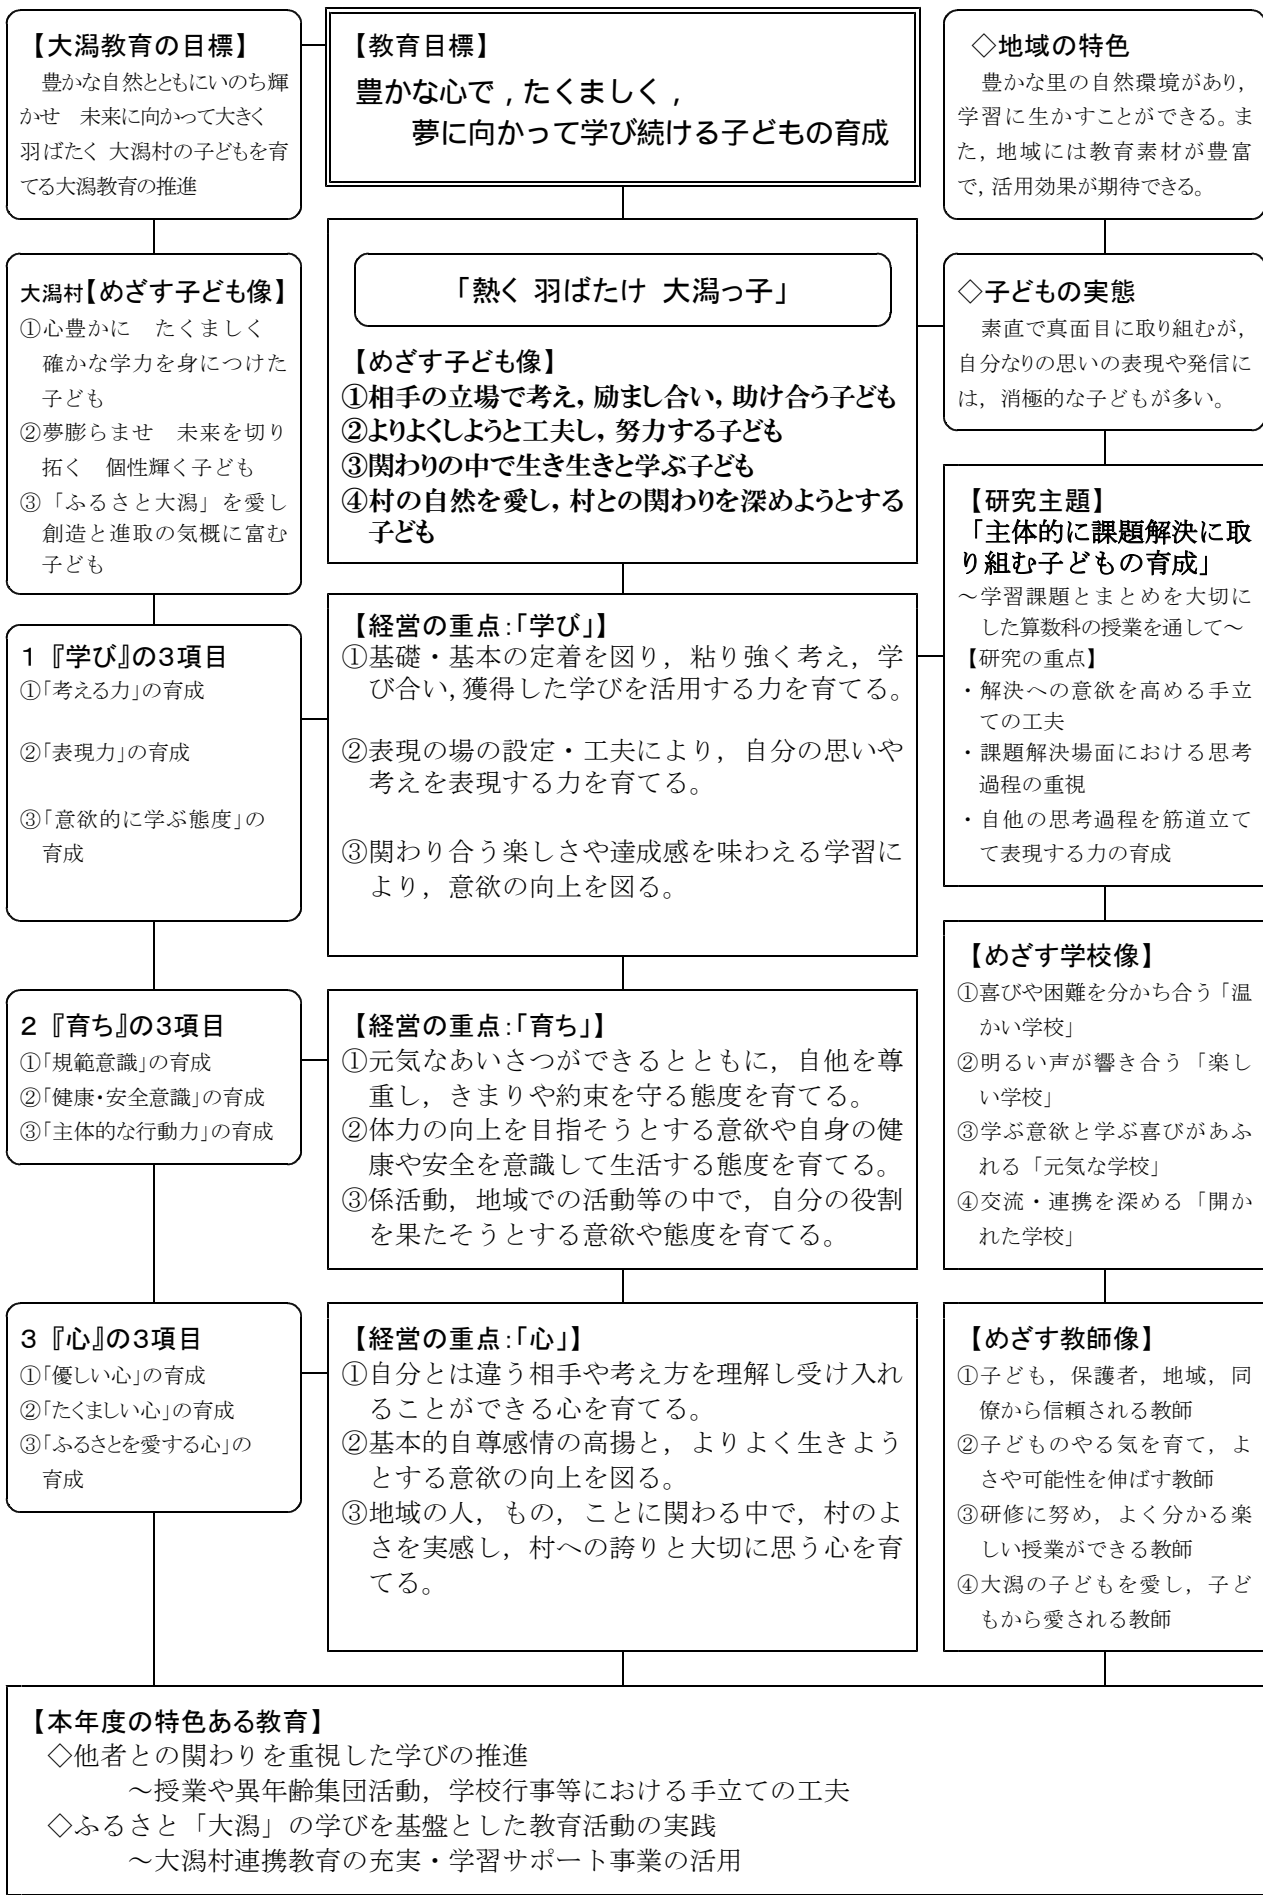 【大潟教育の目標】
豊かな自然とともにいのち輝
かせ　未来に向かって大きく
羽ばたく 大潟村の子どもを育
てる大潟教育の推進
【教育目標】
豊かな心で，たくましく，
夢に向かって学び続ける子どもの育成
◇地域の特色
豊かな里の自然環境があり，
学習に生かすことができる。ま
た，地域には教育素材が豊富
で，活用効果が期待できる。
大潟村【めざす子ども像】
①心豊かに　たくましく
確かな学力を身につけた
子ども
②夢膨らませ　未来を切り
拓く　個性輝く子ども
③「ふるさと大潟」を愛し
創造と進取の気概に富む
子ども
「熱く 羽ばたけ 大潟っ子」
【めざす子ども像】
①相手の立場で考え，励まし合い，助け合う子ども
②よりよくしようと工夫し，努力する子ども
③関わりの中で生き生きと学ぶ子ども
④村の自然を愛し，村との関わりを深めようとする
子ども
◇子どもの実態
素直で真面目に取り組むが，
自分なりの思いの表現や発信に
は，消極的な子どもが多い。
【研究主題】
「主体的に課題解決に取
り組む子どもの育成」
～学習課題とまとめを大切に
した算数科の授業を通して～
【研究の重点】
・解決への意欲を高める手立
ての工夫
・課題解決場面における思考
過程の重視
・自他の思考過程を筋道立て
て表現する力の育成
１『学び』の３項目
①「考える力」の育成
②「表現力」の育成
③「意欲的に学ぶ態度」の
育成
【経営の重点：「学び」】
①基礎・基本の定着を図り，粘り強く考え，学
び合い，獲得した学びを活用する力を育てる。
②表現の場の設定・工夫により，自分の思いや
考えを表現する力を育てる。
③関わり合う楽しさや達成感を味わえる学習に
より，意欲の向上を図る。
【めざす学校像】
①喜びや困難を分かち合う「温
かい学校」
②明るい声が響き合う「楽し
い学校」
③学ぶ意欲と学ぶ喜びがあふ
れる「元気な学校」
④交流・連携を深める「開か
れた学校」
２『育ち』の３項目
①「規範意識」の育成
②「健康・安全意識」の育成
③「主体的な行動力」の育成
【経営の重点：「育ち」】
①元気なあいさつができるとともに，自他を尊
重し，きまりや約束を守る態度を育てる。
②体力の向上を目指そうとする意欲や自身の健
康や安全を意識して生活する態度を育てる。
③係活動，地域での活動等の中で，自分の役割
を果たそうとする意欲や態度を育てる。
３『心』の３項目
①「優しい心」の育成
②「たくましい心」の育成
③「ふるさとを愛する心」の
育成
【経営の重点：「心」】
①自分とは違う相手や考え方を理解し受け入れ
ることができる心を育てる。
②基本的自尊感情の高揚と，よりよく生きよう
とする意欲の向上を図る。
③地域の人，もの，ことに関わる中で，村のよ
さを実感し，村への誇りと大切に思う心を育
てる。
【めざす教師像】
①子ども，保護者，地域，同
僚から信頼される教師
②子どものやる気を育て，よ
さや可能性を伸ばす教師
③研修に努め，よく分かる楽
しい授業ができる教師
④大潟の子どもを愛し，子ど
もから愛される教師
【本年度の特色ある教育】
◇他者との関わりを重視した学びの推進
～授業や異年齢集団活動，学校行事等における手立ての工夫
◇ふるさと「大潟」の学びを基盤とした教育活動の実践
～大潟村連携教育の充実・学習サポート事業の活用